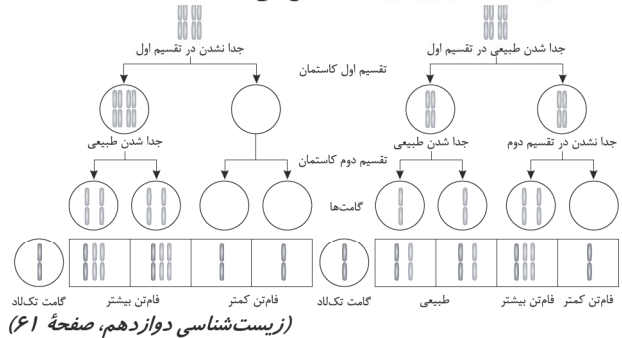 جدا نشدن در تقسیم اول
جدا شدن طبیعی در تقسیم اول
تقسیم اول کاستمان
جدا شدن طبیعی
جدا شدن طبیعی
جدا نشدن در تقسیم دوم
تقسیم دوم کاستمان
گامت‌ها
گامت تک‌لاد
فام‌تن بیشتر
فام‌تن کمتر
گامت تک‌لاد
طبیعی
فام‌تن بیشتر
فام‌تن کمتر
(زیست‌شناسی دوازدهم، صفحهٔ ۶۱)